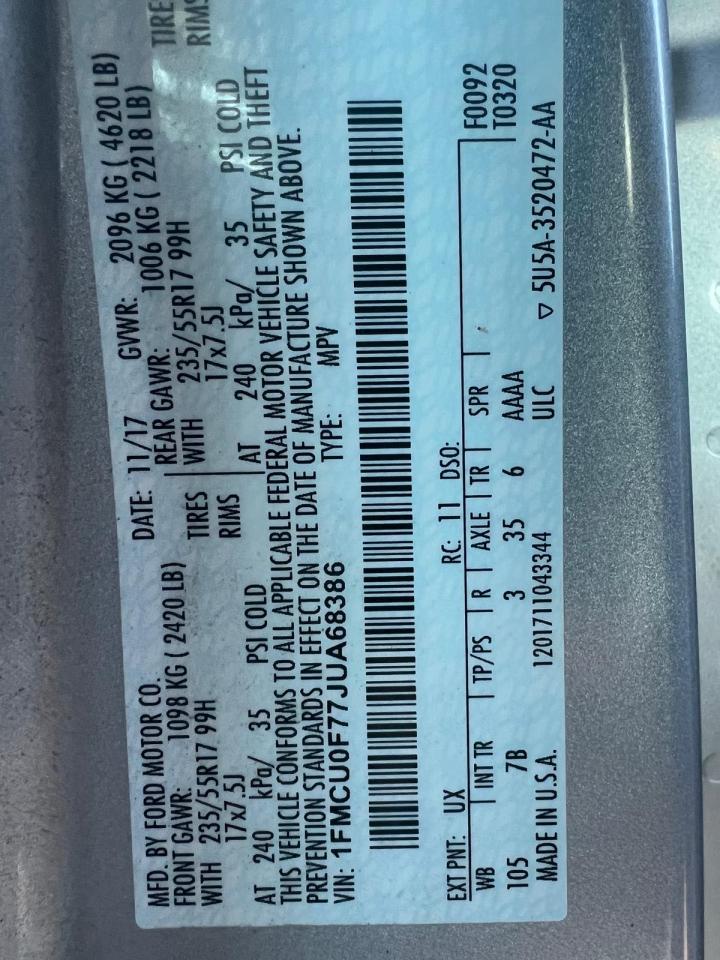 MFD. BY FORD MOTOR CO. DATE: 11/17 GVWR: 2096 KG ( 4620 LB)
FRONT GAWR: 1098 KG ( 2420 LB) REAR GAWR: 1006 KG ( 2218 LB)
WITH 235/55R17 99H TIRES WITH 235/55R17 99H TIRE
17x7.5J RIMS 17x7.5J RIMS
AT 240 kPa/ 35 PSI COLD AT 240 kPa/ 35 PSI COLD
THIS VEHICLE CONFORMS TO ALL APPLICABLE FEDERAL MOTOR VEHICLE SAFETY AND THEFT
PREVENTION STANDARDS IN EFFECT ON THE DATE OF MANUFACTURE SHOWN ABOVE.
VIN: 1FMCU0F77JUA68386 TYPE: MPV
EXT PNT: UX RC: 11 DSO: F0092
WB INT TR TP/PS R AXLE TR SPR T0320
105 7B 3 35 6 AAAA
MADE IN U.S.A. 1201711043344 ULC ▽ 5U5A-3520472-AA